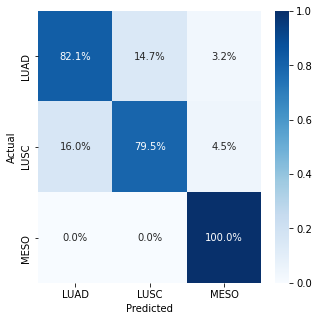 1.0
LUAD 82.1% 14.7% 3.2%
0.8
0.6
Actual
LUSC 16.0% 79.5% 4.5%
0.4
0.2
MESO 0.0% 0.0% 100.0%
0.0
LUAD LUSC MESO
Predicted